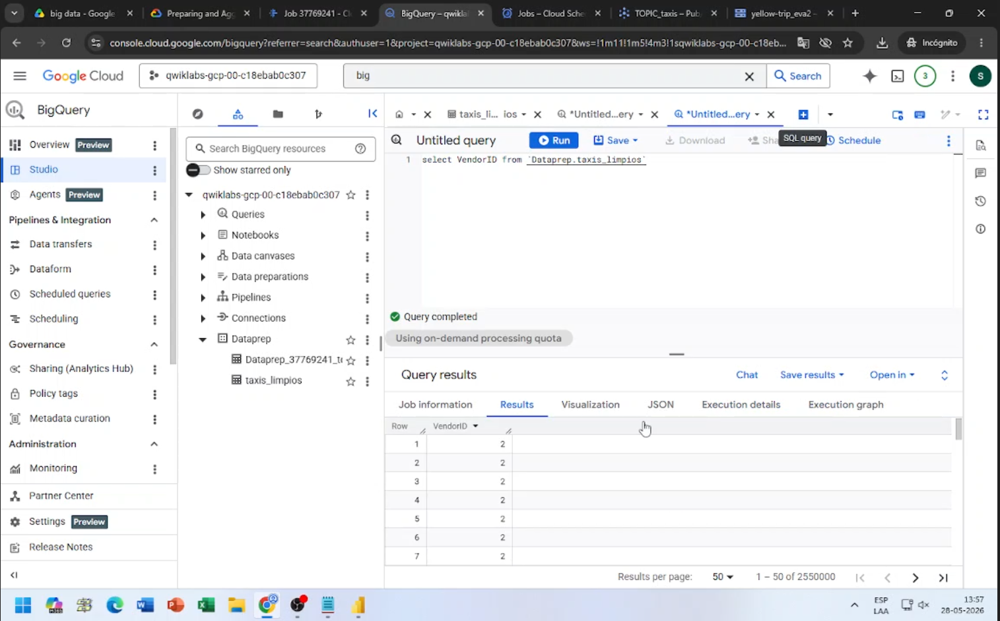 big data - Google
Preparing and Agg
Job 37769241 - Cl
BigQuery – qwikla
Jobs – Cloud Sche
TOPIC_taxis – Pub
yellow-trip_eva2 –
console.cloud.google.com/bigquery?referrer=search&authuser=1&project=qwiklabs-gcp-00-c18ebab0c307&ws=!1m11!1m5!4m3!1sqwiklabs-gcp-00-c18eb...
Incógnito
Google Cloud
qwiklabs-gcp-00-c18ebab0c307
big
Search
3
S
BigQuery
Overview Preview
Studio
Agents Preview
Pipelines & Integration
Data transfers
Dataform
Scheduled queries
Scheduling
Governance
Sharing (Analytics Hub)
Policy tags
Metadata curation
Administration
Monitoring
Partner Center
Settings Preview
Release Notes
Search BigQuery resources
Show starred only
qwiklabs-gcp-00-c18ebab0c307
Queries
Notebooks
Data canvases
Data preparations
Pipelines
Connections
Dataprep
Dataprep_37769241_te
taxis_limpios
taxis_li... ios
*Untitled...ery
*Untitled...ery
Untitled query
Run
Save
Download
Sha
SQL query
Schedule
1 select VendorID from `Dataprep.taxis_limpios`
Query completed
Using on-demand processing quota
Query results
Chat
Save results
Open in
Job information
Results
Visualization
JSON
Execution details
Execution graph
Row VendorID
1 2
2 2
3 2
4 2
5 2
6 2
7 2
Results per page: 50 1 – 50 of 2550000
ESP
LAA
13:57
28-05-2026